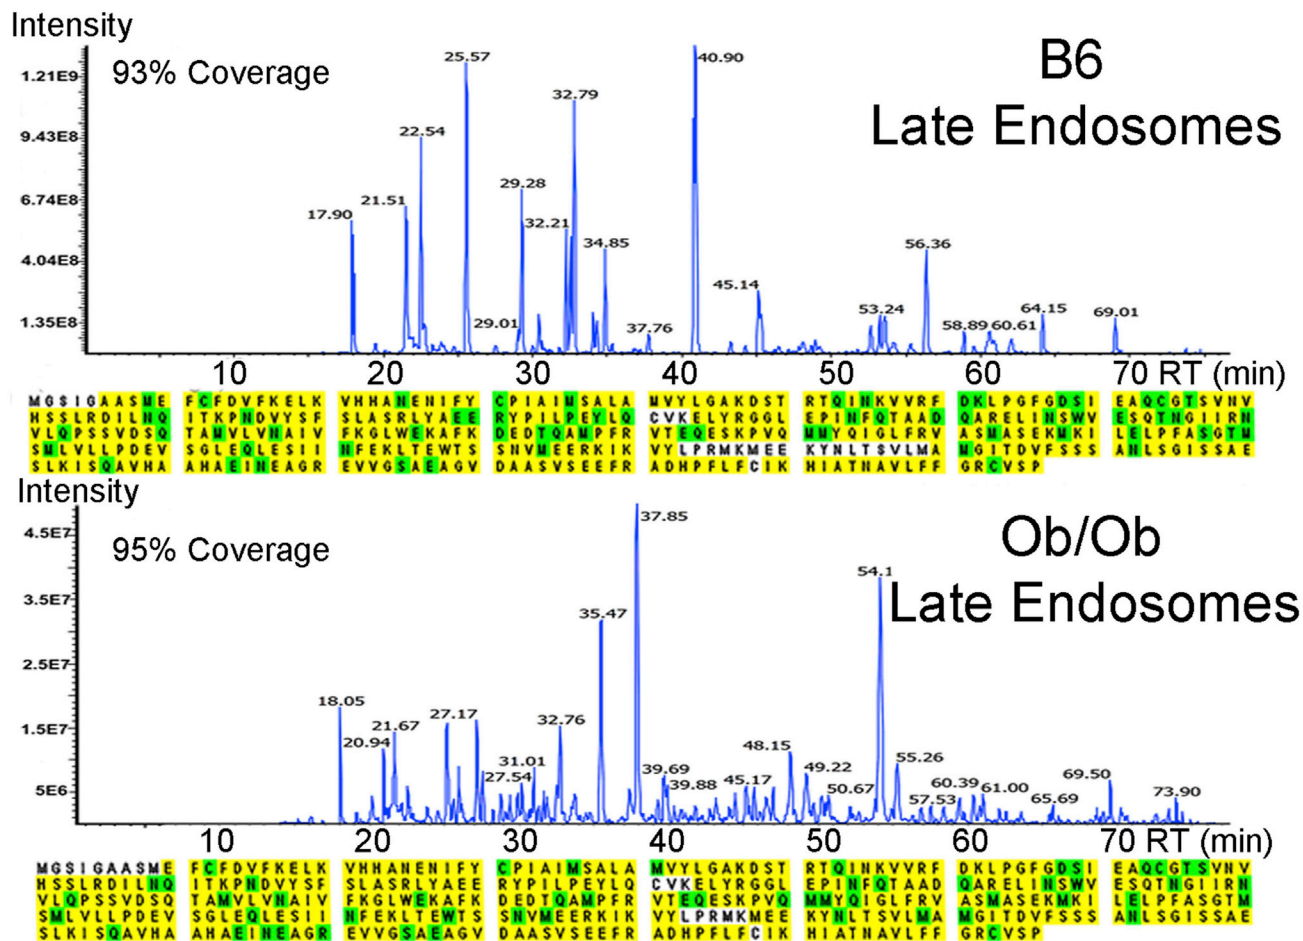 Intensity
93% Coverage
B6
Late Endosomes
1.21E9
9.43E8
6.74E8
4.04E8
1.35E8
17.90
21.51
22.54
25.57
29.01
29.28
32.21
32.79
34.85
37.76
40.90
45.14
53.24
56.36
58.89
60.61
64.15
69.01
10 20 30 40 50 60 70 RT (min)
MGSIGAASME FCFDVFKELK VHHANENIFY CPIAIMSALA MVYLGAKDST RTQINKVVRF DKLPGFGDSI EAQCGTSVNV
HSSLRDILNQ ITKPNDVYSF SLASRLYAEE RYPILPEYLQ CVKELYRGGL EPINFQTAAD QARELINSWV ESQTNGIIRN
VLQPSSVDSQ TAMVLVNAIV FKGLWEKAFK DEDTQAMPFR VTEQESKPVQ MMYQIGLFRV ASMASEKMKI LELPFASGTM
SMLVLLPDEV SGLEQLESII NFEKLTEWTS SNVMEERKIK VYLPRMKMEE KYNLTSVLMA MGITDVFSSS ANLSGISSAE
SLKISQAVHA AHAEINEAGR EVVGSAEAGV DAASVSEEFR ADHPFLFCIK HIATNAVLFF GRCVSP
Intensity
95% Coverage
Ob/Ob
Late Endosomes
4.5E7
3.5E7
2.5E7
1.5E7
5E6
18.05
20.94
21.67
27.17
27.54
31.01
32.76
35.47
37.85
39.69
39.88
45.17
48.15
49.22
50.67
54.1
55.26
57.53
60.39
61.00
65.69
69.50
73.90
10 20 30 40 50 60 70 RT (min)
MGSIGAASME FCFDVFKELK VHHANENIFY CPIAIMSALA MVYLGAKDST RTQINKVVRF DKLPGFGDSI EAQCGTSVNV
HSSLRDILNQ ITKPNDVYSF SLASRLYAEE RYPILPEYLQ CVKELYRGGL EPINFQTAAD QARELINSWV ESQTNGIIRN
VLQPSSVDSQ TAMVLVNAIV FKGLWEKAFK DEDTQAMPFR VTEQESKPVQ MMYQIGLFRV ASMASEKMKI LELPFASGTM
SMLVLLPDEV SGLEQLESII NFEKLTEWTS SNVMEERKIK VYLPRMKMEE KYNLTSVLMA MGITDVFSSS ANLSGISSAE
SLKISQAVHA AHAEINEAGR EVVGSAEAGV DAASVSEEFR ADHPFLFCIK HIATNAVLFF GRCVSP